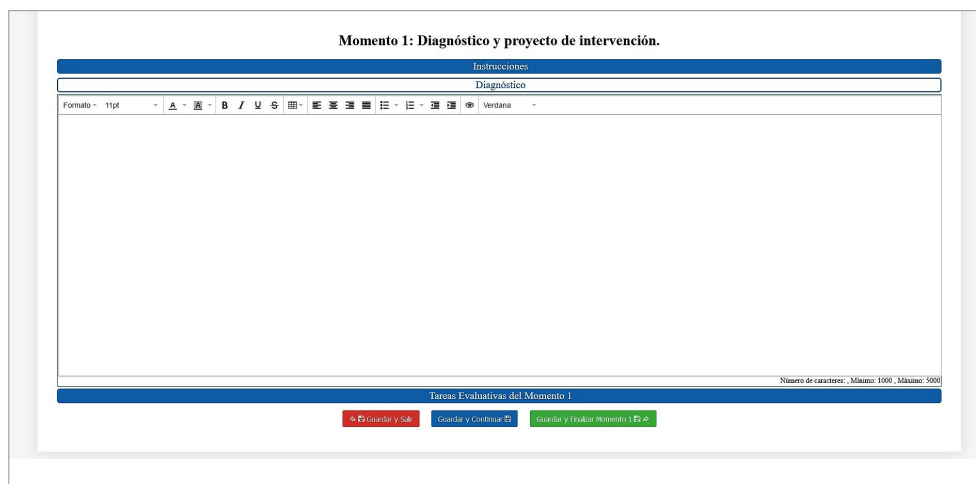 Momento 1: Diagnóstico y proyecto de intervención.
Instrucciones
Diagnóstico
Formato 11pt A A B I U S Verdana
Número de caracteres: , Mínimo: 1000 , Máximo: 5000
Tareas Evaluativas del Momento 1
Guardar y Salir Guardar y Continuar Guardar y Finalizar Momento 1